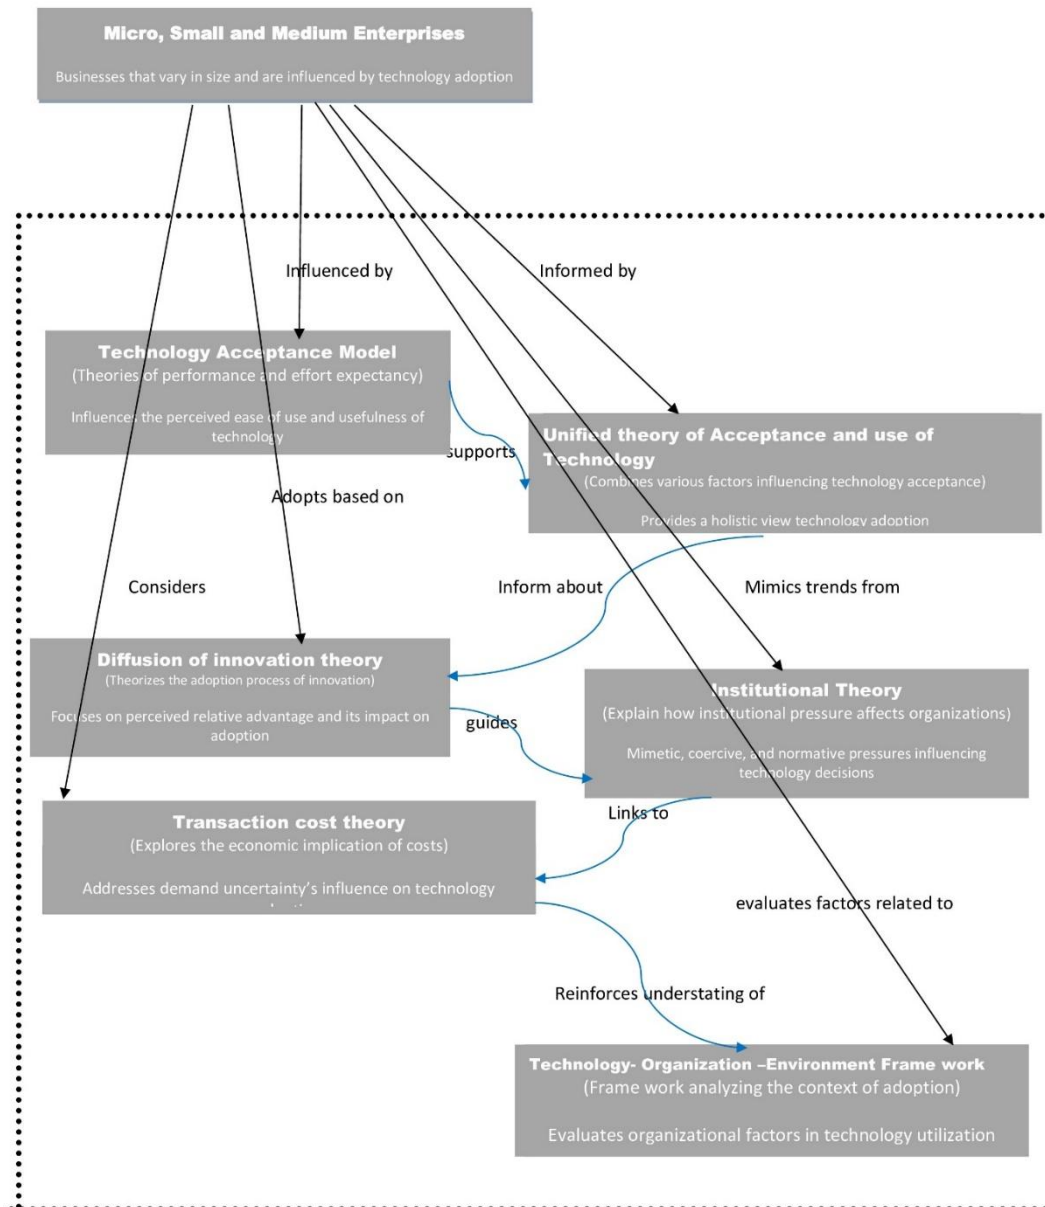 Micro, Small and Medium Enterprises
Businesses that vary in size and are influenced by technology adoption
Influenced by
Informed by
Technology Acceptance Model
(Theories of performance and effort expectancy)
Influences the perceived ease of use and usefulness of
technology
supports
Unified theory of Acceptance and use of
Technology
(Combines various factors influencing technology acceptance)
Provides a holistic view technology adoption
Adopts based on
Considers
Inform about
Mimics trends from
Diffusion of innovation theory
(Theorizes the adoption process of innovation)
Focuses on perceived relative advantage and its impact on
adoption
guides
Institutional Theory
(Explain how institutional pressure affects organizations)
Mimetic, coercive, and normative pressures influencing
technology decisions
Links to
Transaction cost theory
(Explores the economic implication of costs)
Addresses demand uncertainty's influence on technology
evaluates factors related to
Reinforces understating of
Technology- Organization –Environment Frame work
(Frame work analyzing the context of adoption)
Evaluates organizational factors in technology utilization